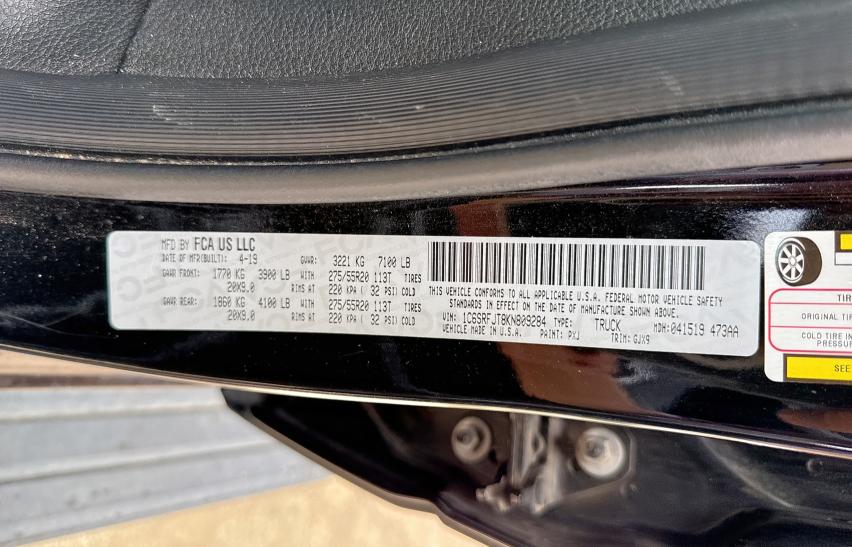 MFD BY FCA US LLC
DATE OF MFR(BUILT): 4-19 GVWR: 3221 KG 7100 LB
GAWR FRONT: 1770 KG 3900 LB WITH 275/55R20 113T TIRES
20X9.0 RIMS AT 220 KPA ( 32 PSI) COLD
GAWR REAR: 1860 KG 4100 LB WITH 275/55R20 113T TIRES
20X9.0 RIMS AT 220 KPA ( 32 PSI) COLD
THIS VEHICLE CONFORMS TO ALL APPLICABLE U.S.A. FEDERAL MOTOR VEHICLE SAFETY
STANDARDS IN EFFECT ON THE DATE OF MANUFACTURE SHOWN ABOVE.
VIN: 1C6SRFJT8KN809284 TYPE: TRUCK MDH:041519 473AA
VEHICLE MADE IN U.S.A. PAINT: PXJ TRIM: GJX9
TIR
ORIGINAL TI
COLD TIRE IN
PRESSU
SEE